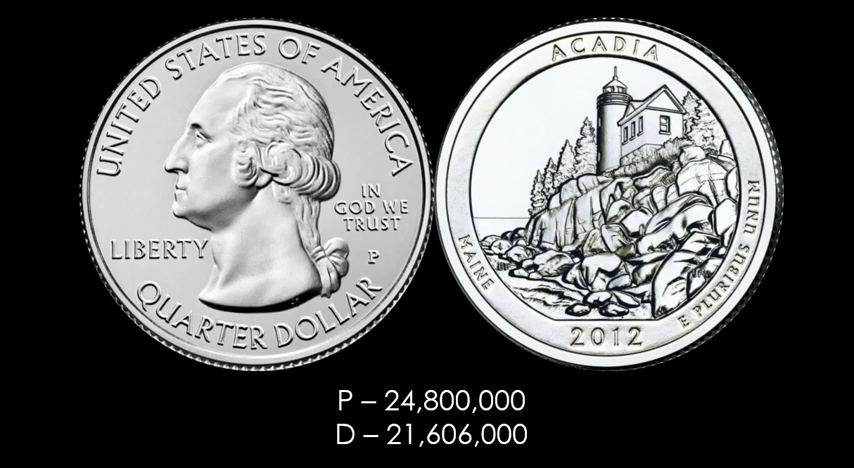 UNITED STATES OF AMERICA
IN
GOD WE
TRUST
LIBERTY
P
QUARTER DOLLAR
ACADIA
MAINE
E PLURIBUS UNUM
2012
P – 24,800,000
D – 21,606,000